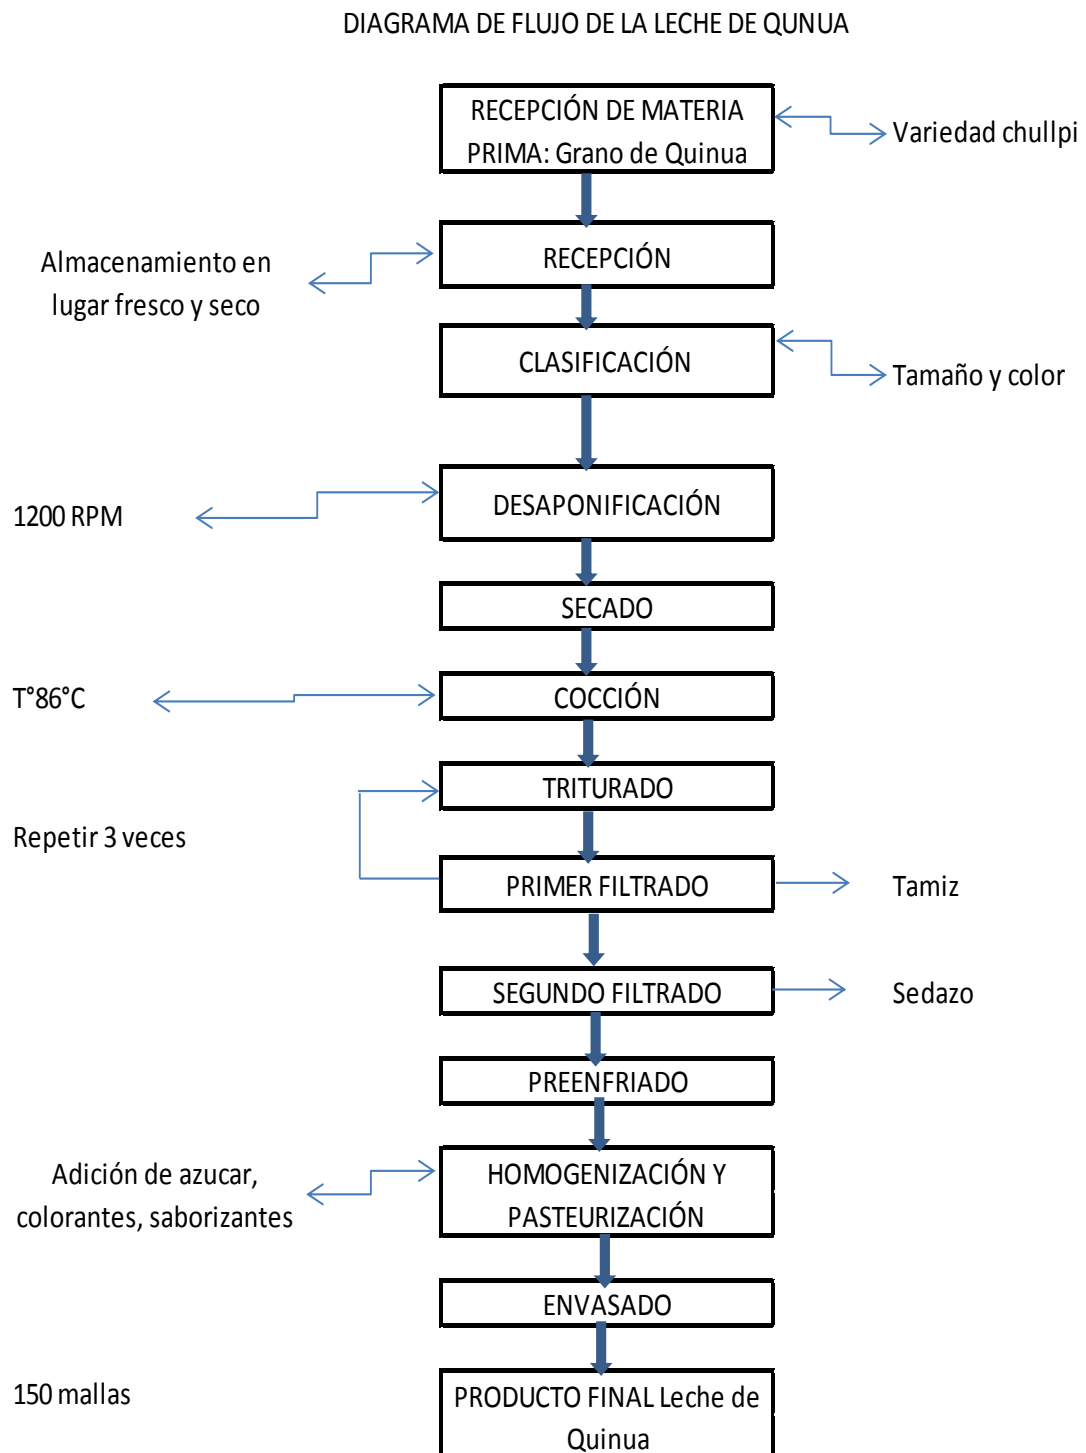 DIAGRAMA DE FLUJO DE LA LECHE DE QUNUA
RECEPCIÓN DE MATERIA
PRIMA: Grano de Quinua
Variedad chullpi
RECEPCIÓN
Almacenamiento en
lugar fresco y seco
CLASIFICACIÓN
Tamaño y color
DESAPONIFICACIÓN
1200 RPM
SECADO
COCCIÓN
T°86°C
TRITURADO
Repetir 3 veces
PRIMER FILTRADO
Tamiz
SEGUNDO FILTRADO
Sedazo
PREENFRIADO
HOMOGENIZACIÓN Y
PASTEURIZACIÓN
Adición de azucar,
colorantes, saborizantes
ENVASADO
150 mallas
PRODUCTO FINAL Leche de
Quinua